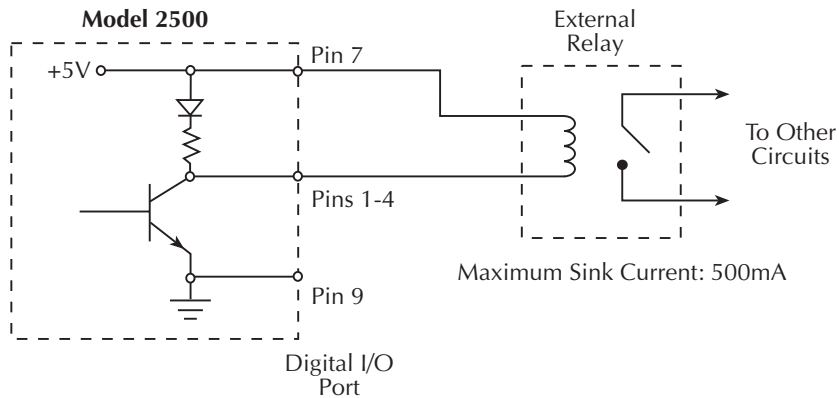 Model 2500
External
Relay
Pin 7
+5V
To Other
Circuits
Pins 1-4
Maximum Sink Current: 500mA
Pin 9
Digital I/O
Port